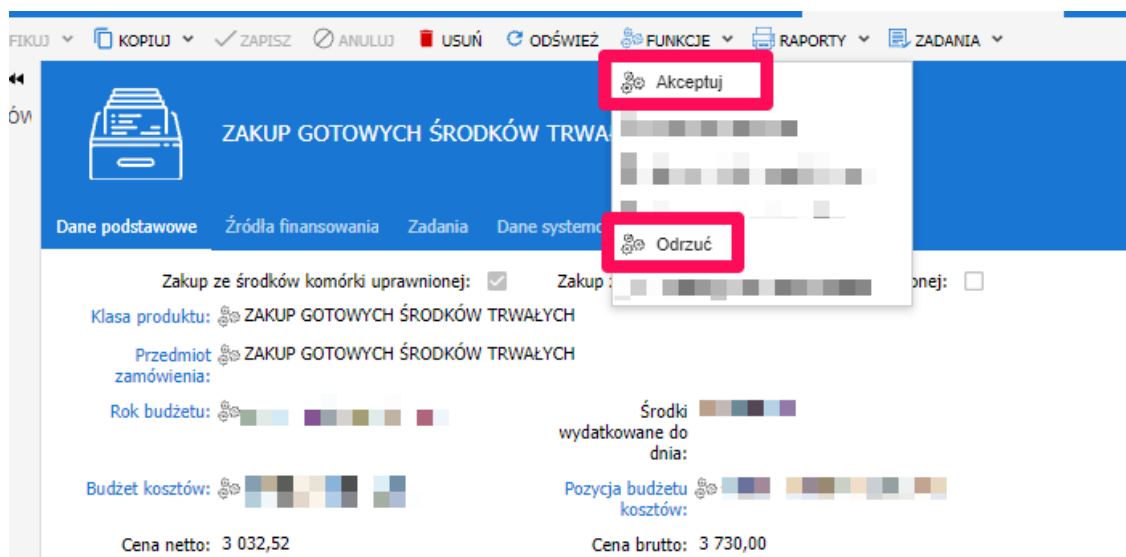 FIKUJ KOPIUJ ZAPISZ ANULUJ USUŃ ODŚWIEŻ FUNKCJE RAPORTY ZADANIA
Akceptuj
ÓW
ZAKUP GOTOWYCH ŚRODKÓW TRWA
Dane podstawowe Źródła finansowania Zadania Dane systemo
Odrzuć
Zakup ze środków komórki uprawnionej: Zakup z onej:
Klasa produktu: ZAKUP GOTOWYCH ŚRODKÓW TRWAŁYCH
Przedmiot ZAKUP GOTOWYCH ŚRODKÓW TRWAŁYCH
zamówienia:
Rok budżetu:
Środki
wydatkowane do
dnia:
Budżet kosztów: Pozycja budżetu
kosztów:
Cena netto: 3 032,52 Cena brutto: 3 730,00